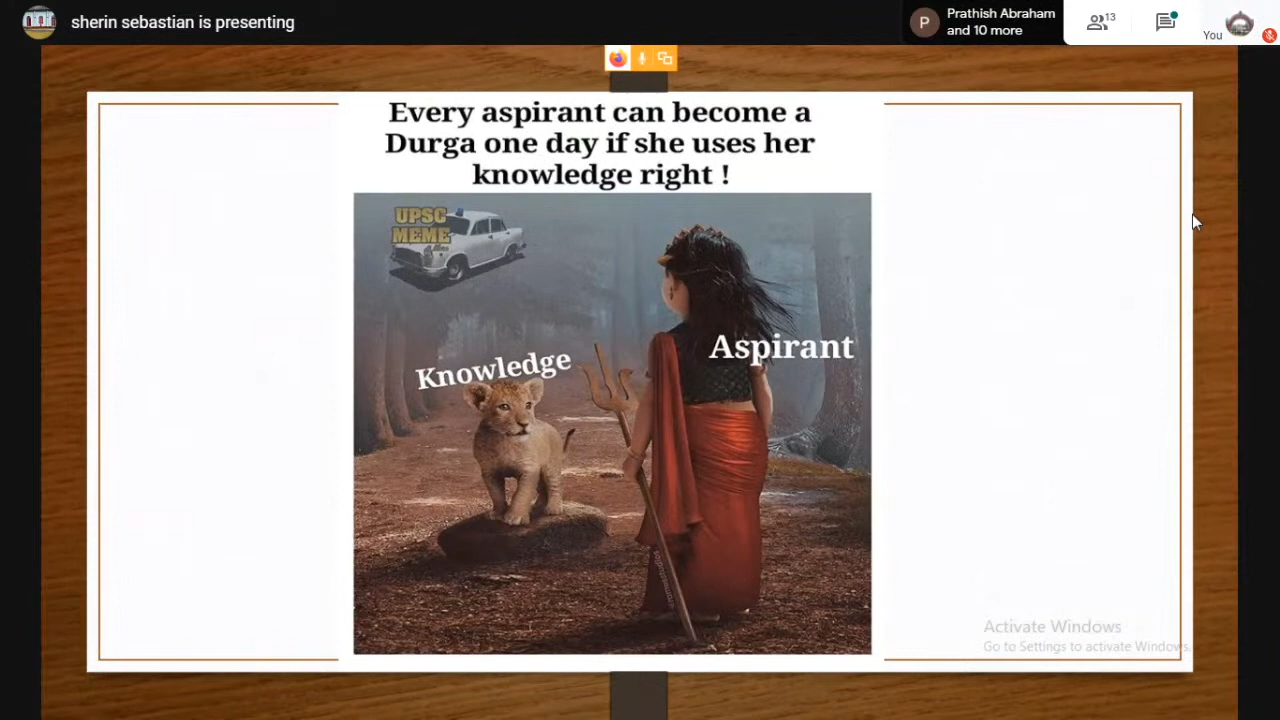 sherin sebastian is presenting
P
Prathish Abraham
and 10 more
13
You
Every aspirant can become a
Durga one day if she uses her
knowledge right !
UPSC
MEME
Knowledge
Aspirant
Activate Windows
Go to Settings to activate Windows.